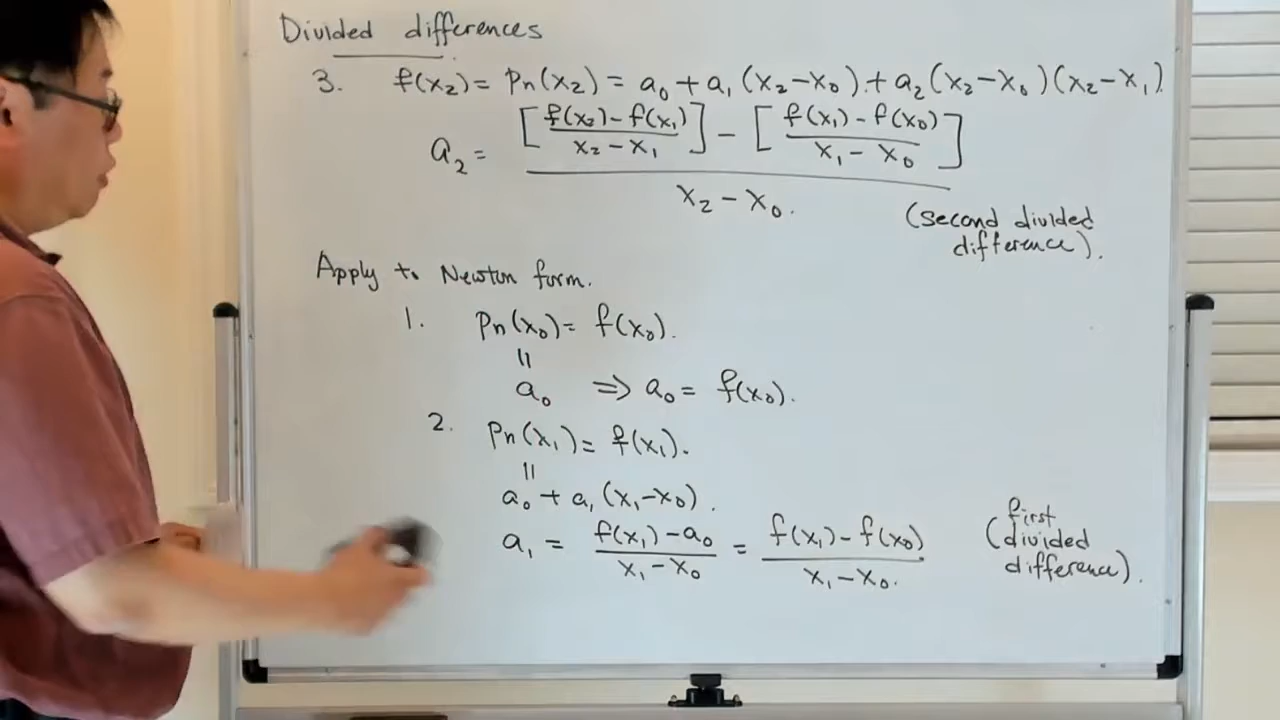 Divided differences
3. f(x₂) = Pn(x₂) = a₀ + a₁ (x₂-x₀) + a₂ (x₂-x₀)(x₂-x₁).
a₂ = [ f(x₂) - f(x₁) / x₂ - x₁ ] - [ f(x₁) - f(x₀) / x₁ - x₀ ]
x₂ - x₀.
(second divided
difference).
Apply to Newton form.
1. Pn(x₀) = f(x₀).
=
a₀ ⇒ a₀ = f(x₀).
2. Pn(x₁) = f(x₁).
=
a₀ + a₁ (x₁-x₀).
a₁ = f(x₁) - a₀ / x₁ - x₀ = f(x₁) - f(x₀) / x₁ - x₀.
first
(divided
difference).